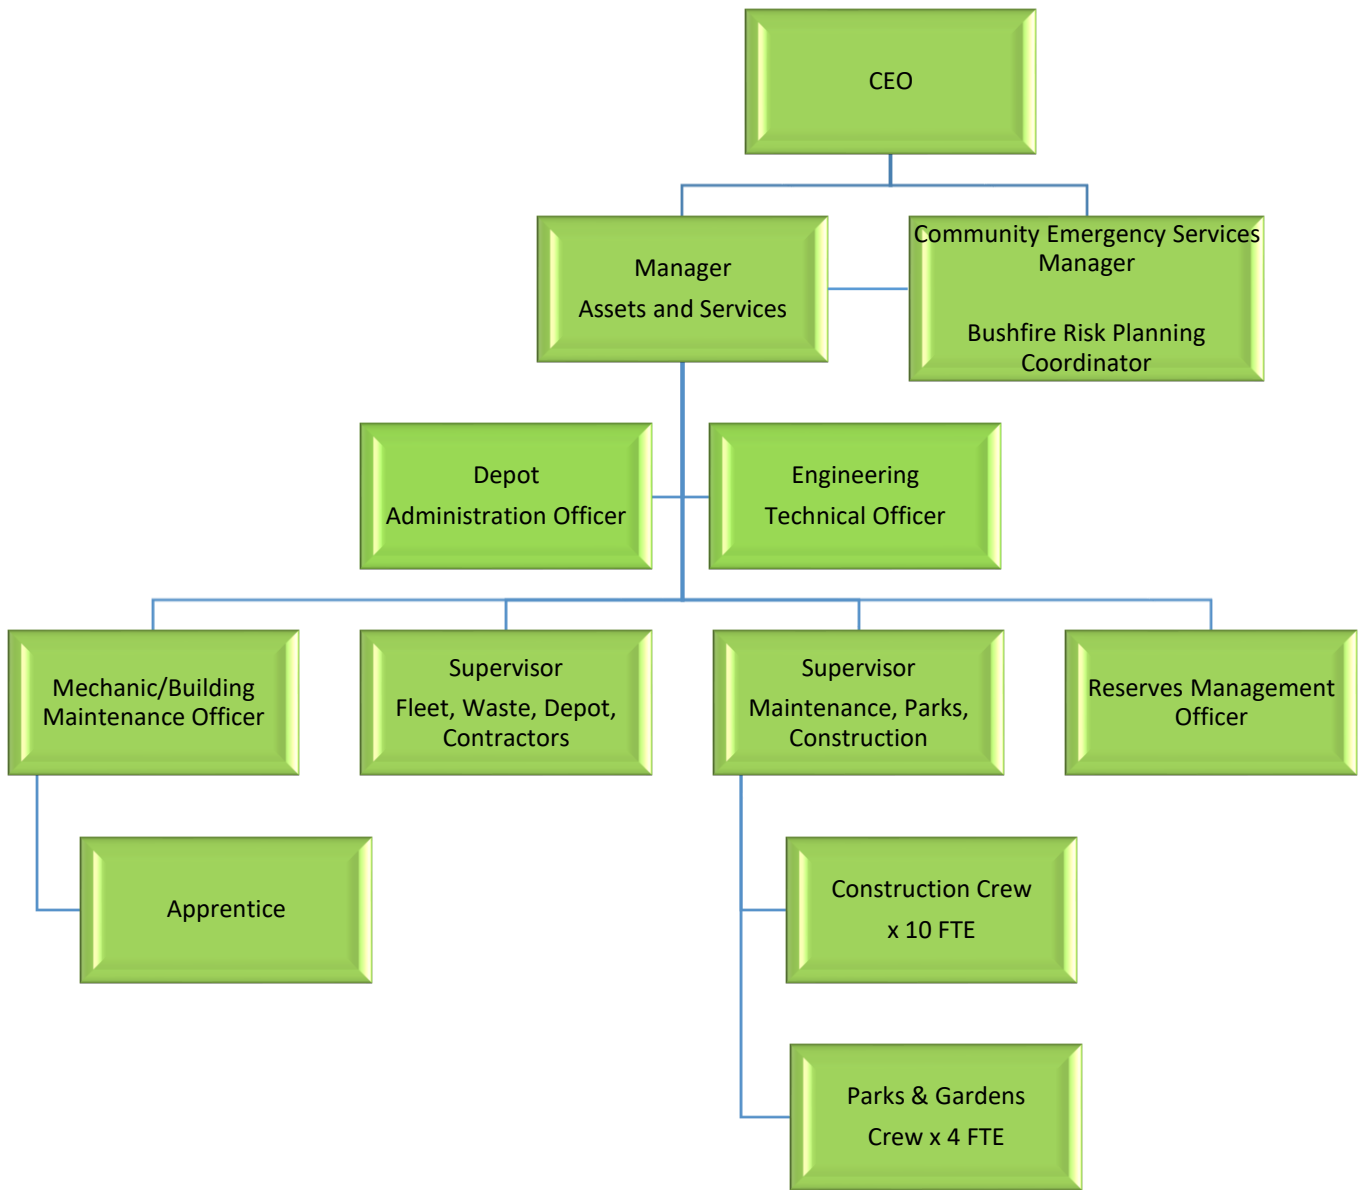 CEO
Manager
Assets and Services
Community Emergency Services
Manager
Bushfire Risk Planning
Coordinator
Depot
Administration Officer
Engineering
Technical Officer
Mechanic/Building
Maintenance Officer
Supervisor
Fleet, Waste, Depot,
Contractors
Supervisor
Maintenance, Parks,
Construction
Reserves Management
Officer
Apprentice
Construction Crew
x 10 FTE
Parks & Gardens
Crew x 4 FTE